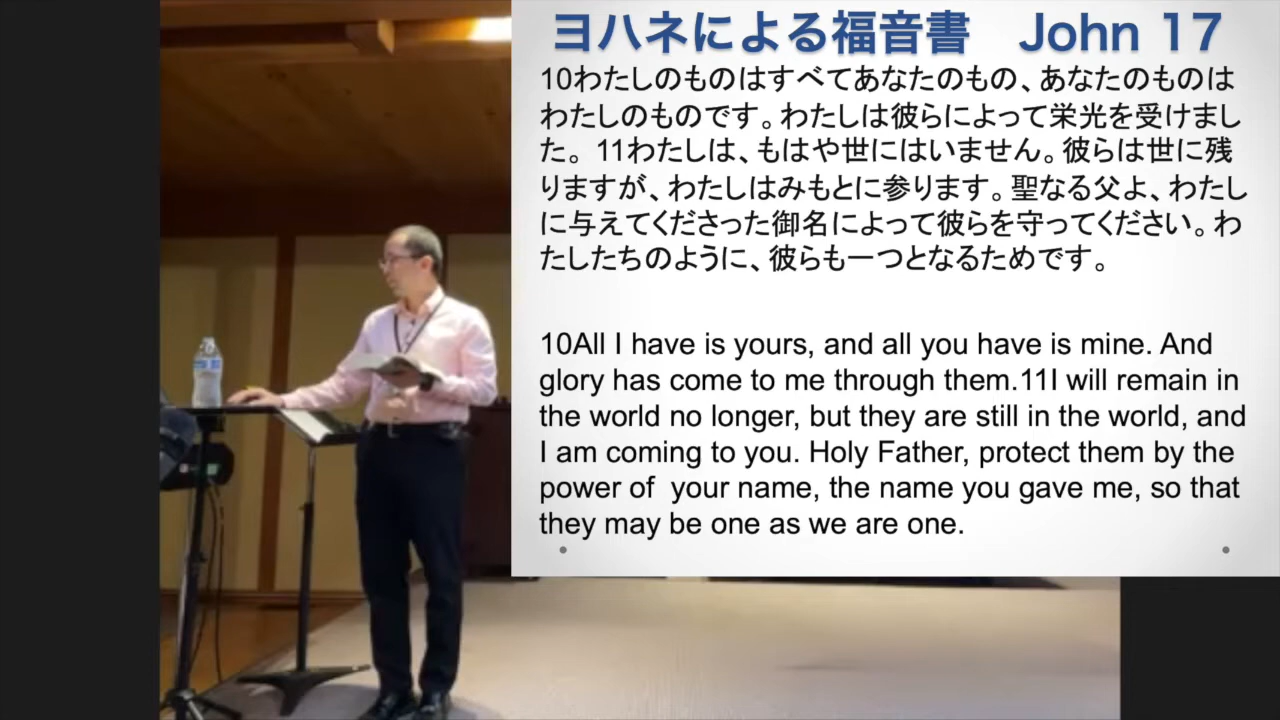 ヨハネによる福音書　John 17
10わたしのものはすべてあなたのもの、あなたのものは
わたしのものです。わたしは彼らによって栄光を受けまし
た。 11わたしは、もはや世にはいません。彼らは世に残
りますが、わたしはみもとに参ります。聖なる父よ、わたし
に与えてくださった御名によって彼らを守ってください。わ
たしたちのように、彼らも一つとなるためです。
10All I have is yours, and all you have is mine. And
glory has come to me through them.11I will remain in
the world no longer, but they are still in the world, and
I am coming to you. Holy Father, protect them by the
power of  your name, the name you gave me, so that
they may be one as we are one.